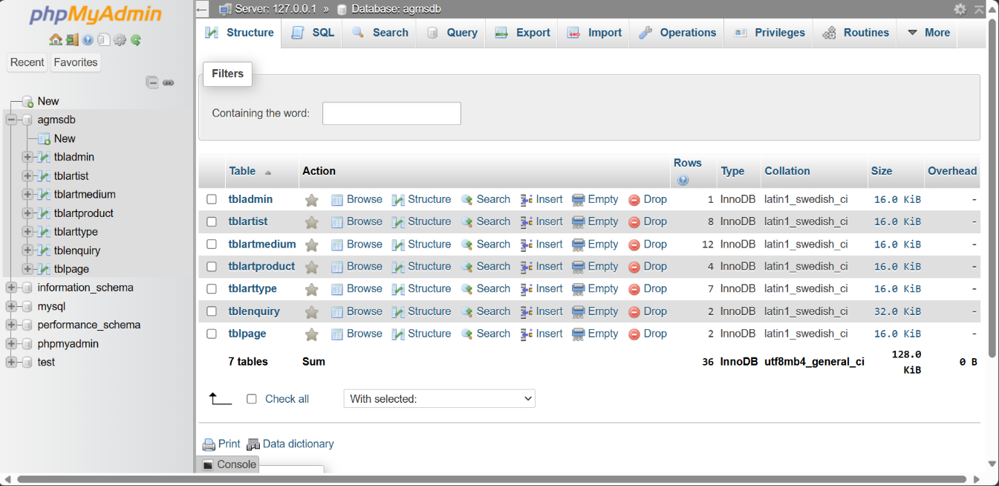 phpMyAdmin
Recent Favorites
New
agmsdb
New
tbladmin
tblartist
tblartmedium
tblartproduct
tblarttype
tblenquiry
tblpage
information_schema
mysql
performance_schema
phpmyadmin
test
Server: 127.0.0.1 » Database: agmsdb
Structure SQL Search Query Export Import Operations Privileges Routines More
Filters
Containing the word:
Table Action Rows Type Collation Size Overhead
tbladmin Browse Structure Search Insert Empty Drop 1 InnoDB latin1_swedish_ci 16.0 KiB -
tblartist Browse Structure Search Insert Empty Drop 8 InnoDB latin1_swedish_ci 16.0 KiB -
tblartmedium Browse Structure Search Insert Empty Drop 12 InnoDB latin1_swedish_ci 16.0 KiB -
tblartproduct Browse Structure Search Insert Empty Drop 4 InnoDB latin1_swedish_ci 16.0 KiB -
tblarttype Browse Structure Search Insert Empty Drop 7 InnoDB latin1_swedish_ci 16.0 KiB -
tblenquiry Browse Structure Search Insert Empty Drop 2 InnoDB latin1_swedish_ci 32.0 KiB -
tblpage Browse Structure Search Insert Empty Drop 2 InnoDB latin1_swedish_ci 16.0 KiB -
7 tables Sum 36 InnoDB utf8mb4_general_ci 128.0 KiB 0 B
Check all With selected:
Print Data dictionary
Console